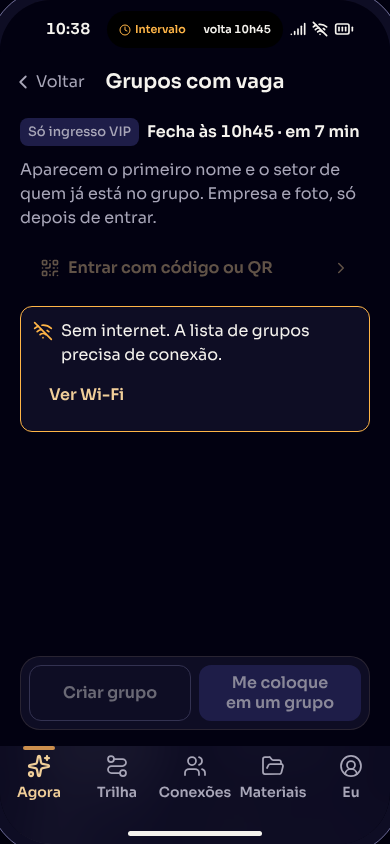 10:38
Intervalo
volta 10h45
Voltar
Grupos com vaga
Só ingresso VIP
Fecha às 10h45 · em 7 min
Aparecem o primeiro nome e o setor de
quem já está no grupo. Empresa e foto, só
depois de entrar.
Entrar com código ou QR
Sem internet. A lista de grupos
precisa de conexão.
Ver Wi-Fi
Criar grupo
Me coloque
em um grupo
Agora
Trilha
Conexões
Materiais
Eu